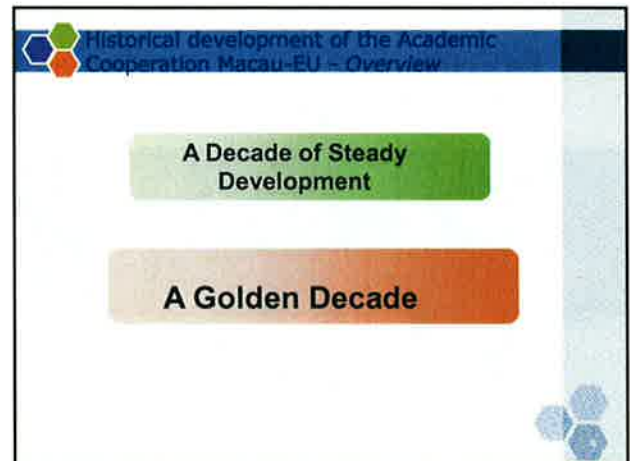 Historical development of the Academic
Cooperation Macau-EU – Overview
A Decade of Steady
Development
A Golden Decade